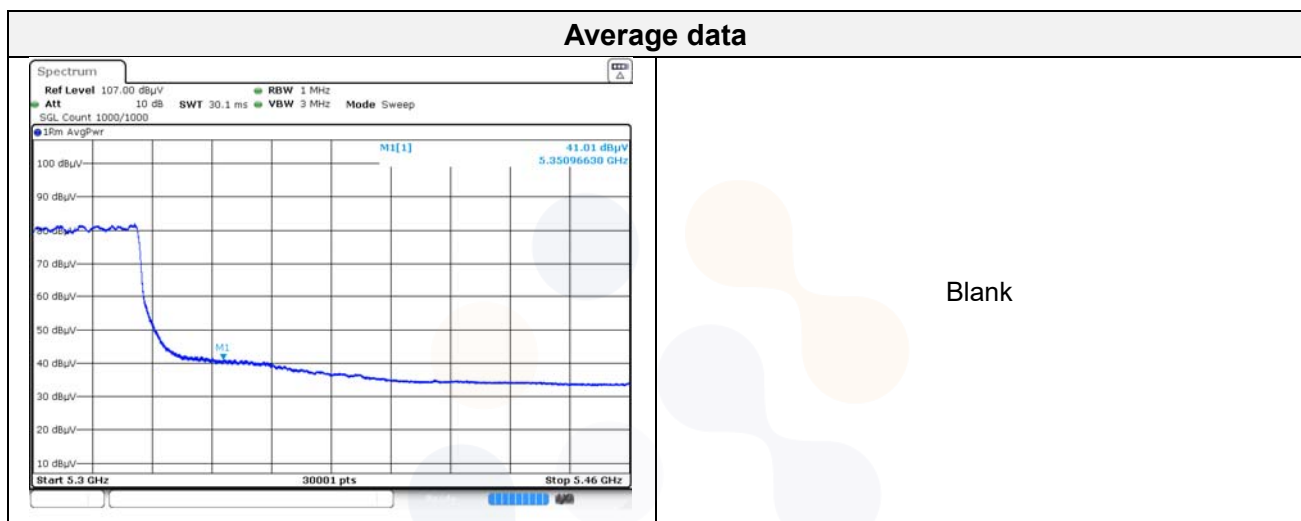 Average data
Spectrum
Ref Level 107.00 dBµV RBW 1 MHz
Att 10 dB SWT 30.1 ms VBW 3 MHz Mode Sweep
SGL Count 1000/1000
1Rm AvgPwr
M1[1] 41.01 dBµV
5.35096630 GHz
100 dBµV
90 dBµV
80 dBµV
70 dBµV
60 dBµV
50 dBµV
M1
40 dBµV
30 dBµV
20 dBµV
10 dBµV
Start 5.3 GHz 30001 pts Stop 5.46 GHz
Blank